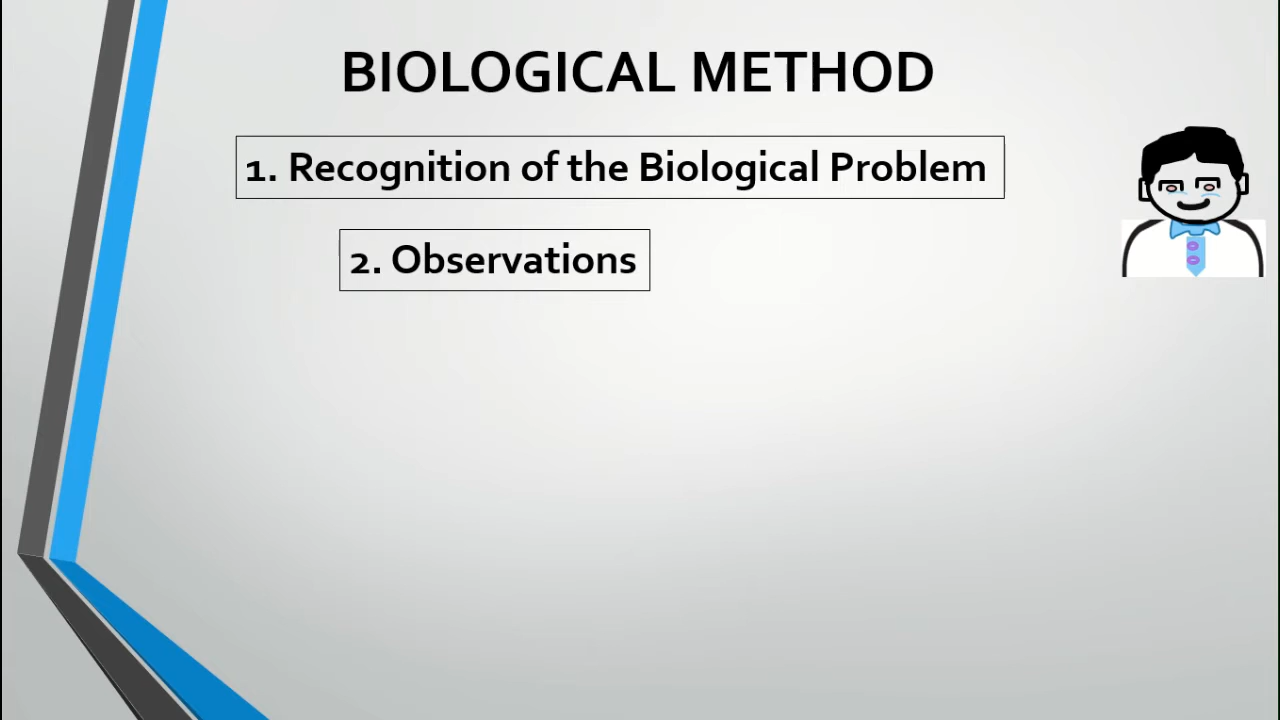 BIOLOGICAL METHOD
1. Recognition of the Biological Problem
2. Observations